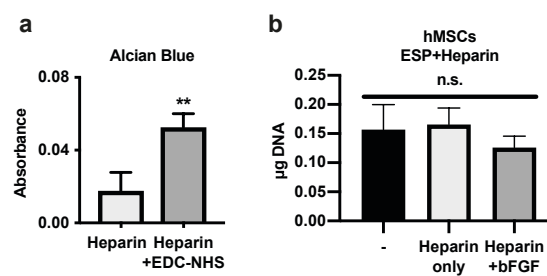 a
Alcian Blue
Absorbance
0.08
0.04
0.00
**
Heparin
Heparin
+EDC-NHS
b
hMSCs
ESP+Heparin
n.s.
µg DNA
0.25
0.20
0.15
0.10
0.05
0.00
-
Heparin
only
Heparin
+bFGF